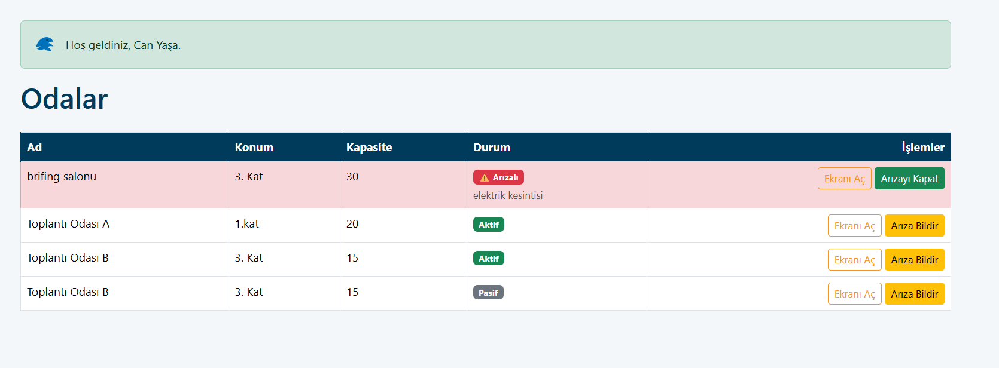 Hoş geldiniz, Can Yaşa.
Odalar
Ad Konum Kapasite Durum İşlemler
brifing salonu 3. Kat 30 Arızalı Ekranı Aç Arızayı Kapat
elektrik kesintisi
Toplantı Odası A 1.kat 20 Aktif Ekranı Aç Arıza Bildir
Toplantı Odası B 3. Kat 15 Aktif Ekranı Aç Arıza Bildir
Toplantı Odası B 3. Kat 15 Pasif Ekranı Aç Arıza Bildir